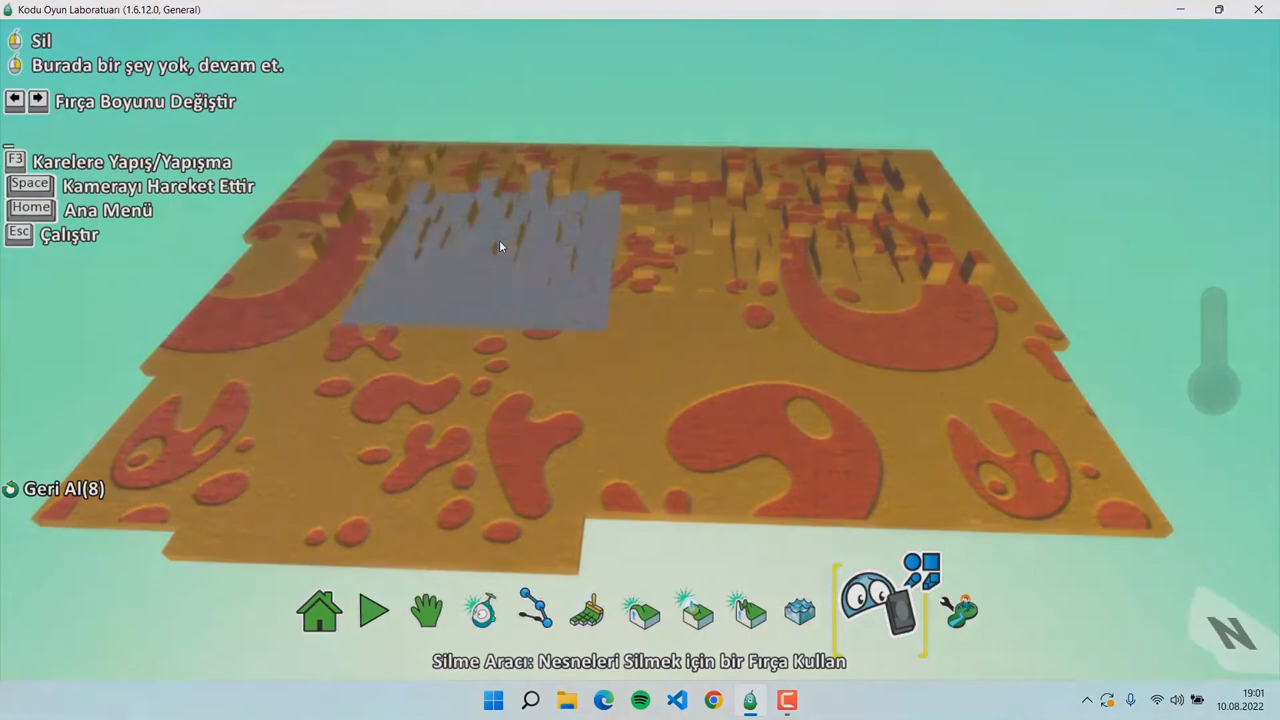 Kodu Oyun Laboratuarı (1.6.12.0, General)
Sil
Burada bir şey yok, devam et.
Fırça Boyunu Değiştir
F3 Karelere Yapış/Yapışma
Space Kamerayı Hareket Ettir
Home Ana Menü
Esc Çalıştır
Geri Al(8)
N
Silme Aracı: Nesneleri Silmek için bir Fırça Kullan
19:01
10.08.2022